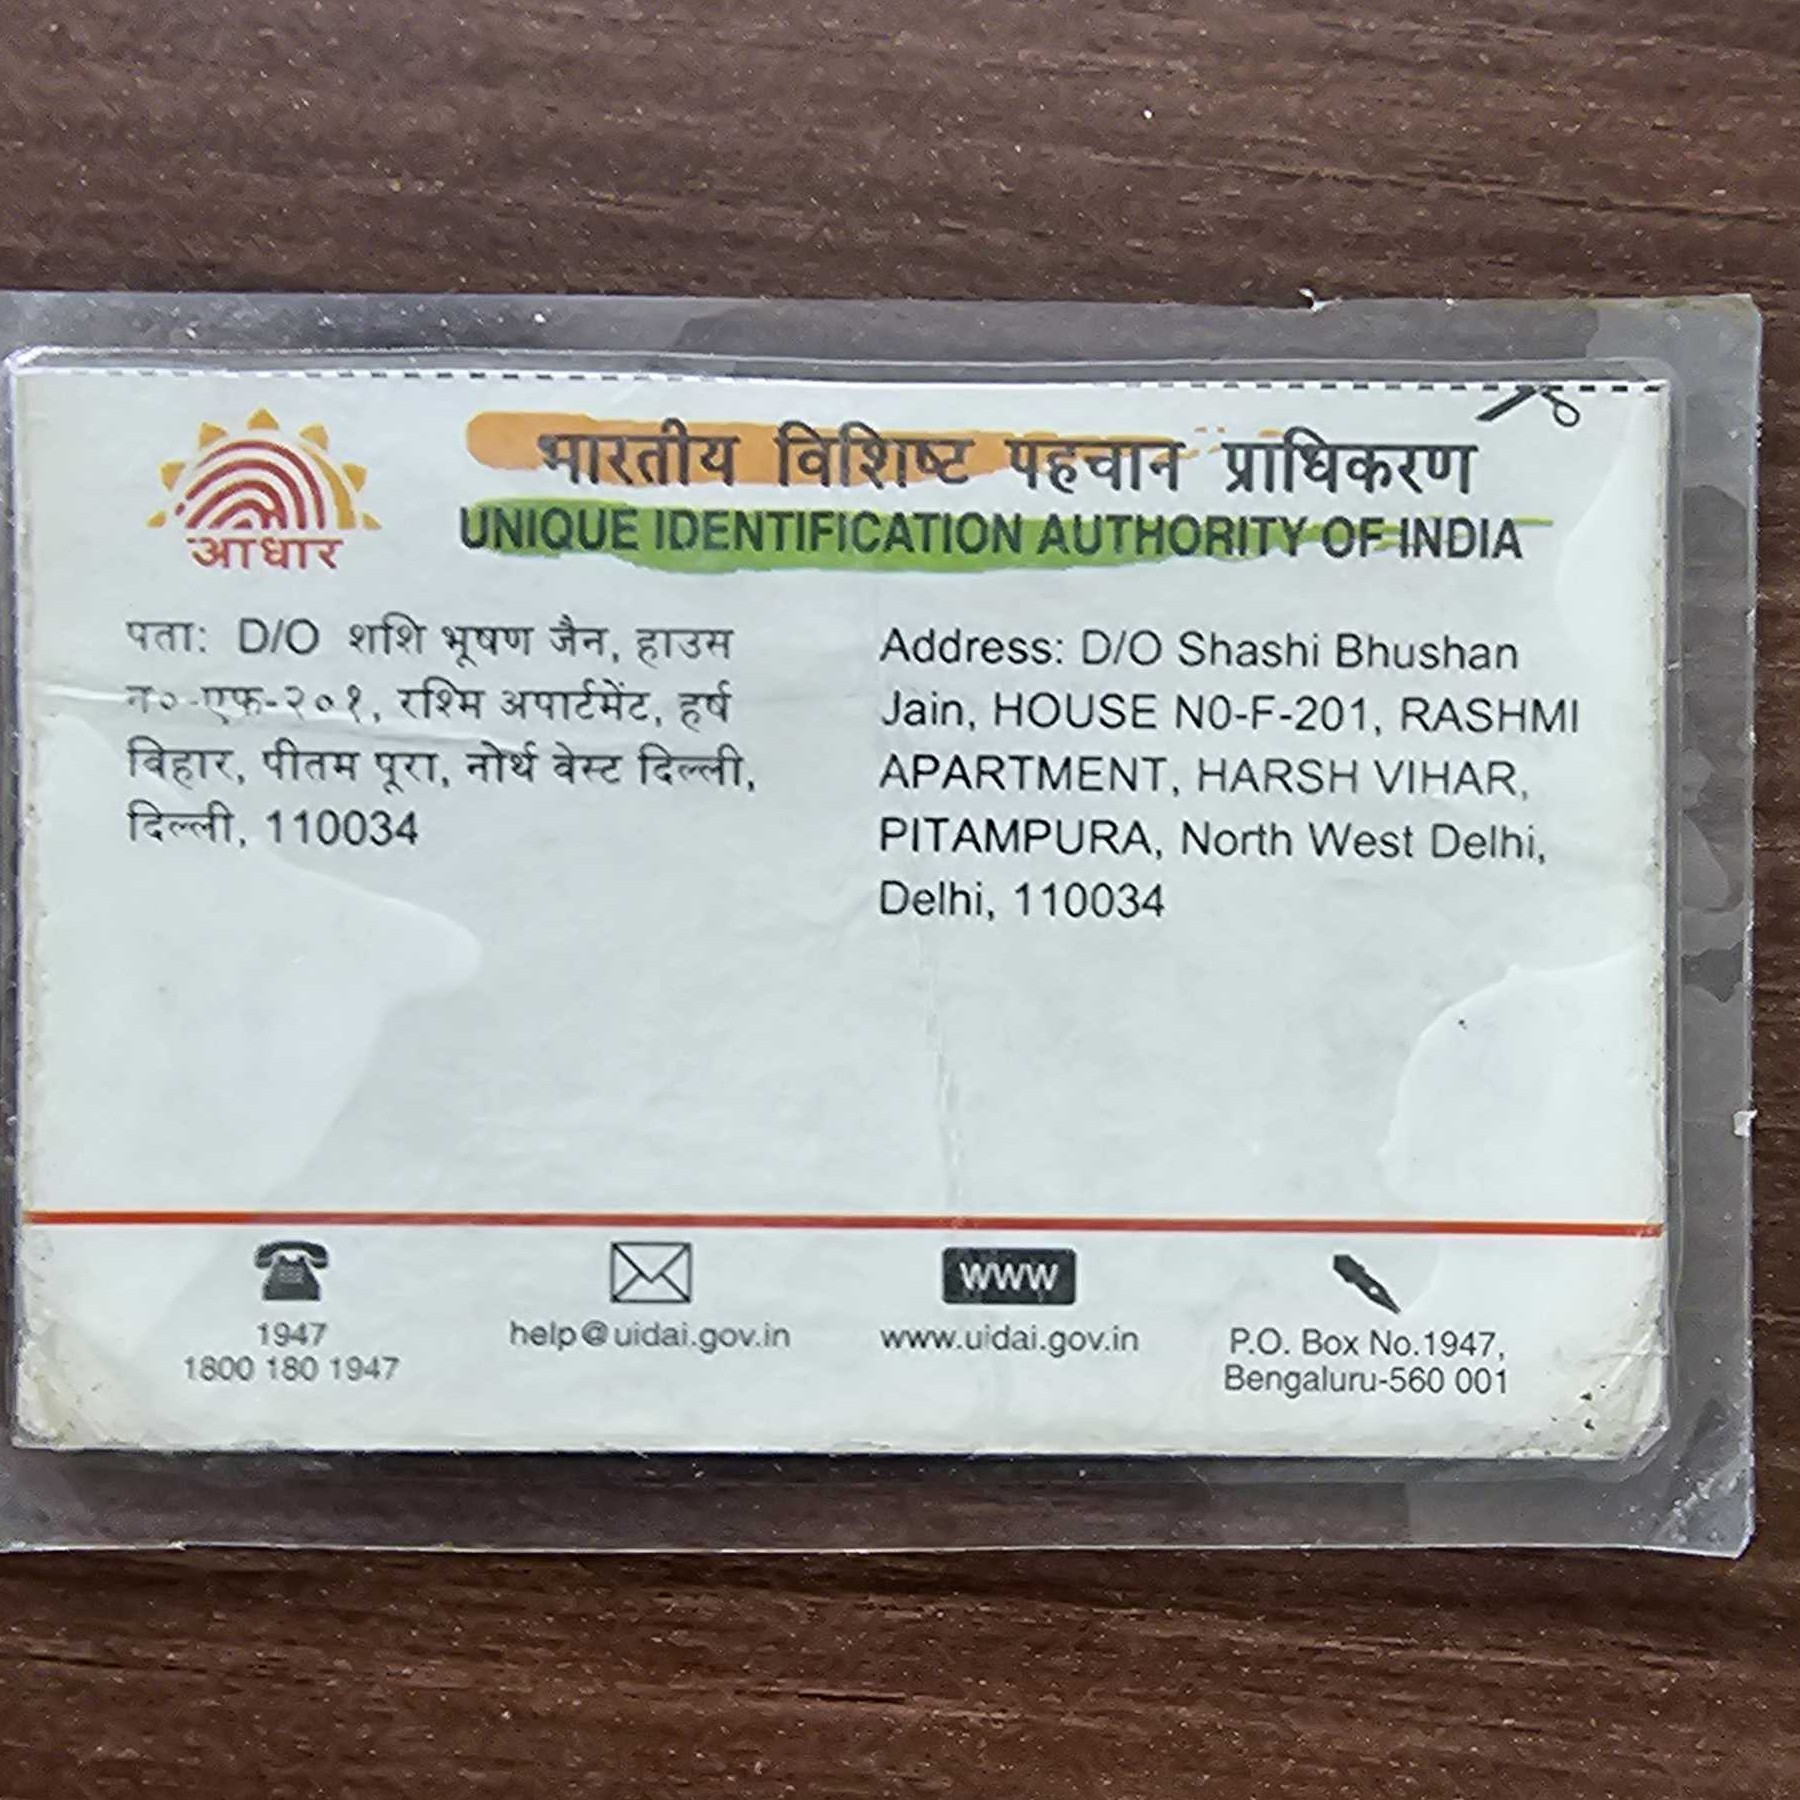 भारतीय विशिष्ट पहचान प्राधिकरण
UNIQUE IDENTIFICATION AUTHORITY OF INDIA
आधार
पता: D/O शशि भूषण जैन, हाउस
न०-एफ-२०१, रश्मि अपार्टमेंट, हर्ष
विहार, पीतम पूरा, नोर्थ वेस्ट दिल्ली,
दिल्ली, 110034
Address: D/O Shashi Bhushan
Jain, HOUSE N0-F-201, RASHMI
APARTMENT, HARSH VIHAR,
PITAMPURA, North West Delhi,
Delhi, 110034
1947
1800 180 1947
help@uidai.gov.in
www
www.uidai.gov.in
P.O. Box No.1947,
Bengaluru-560 001